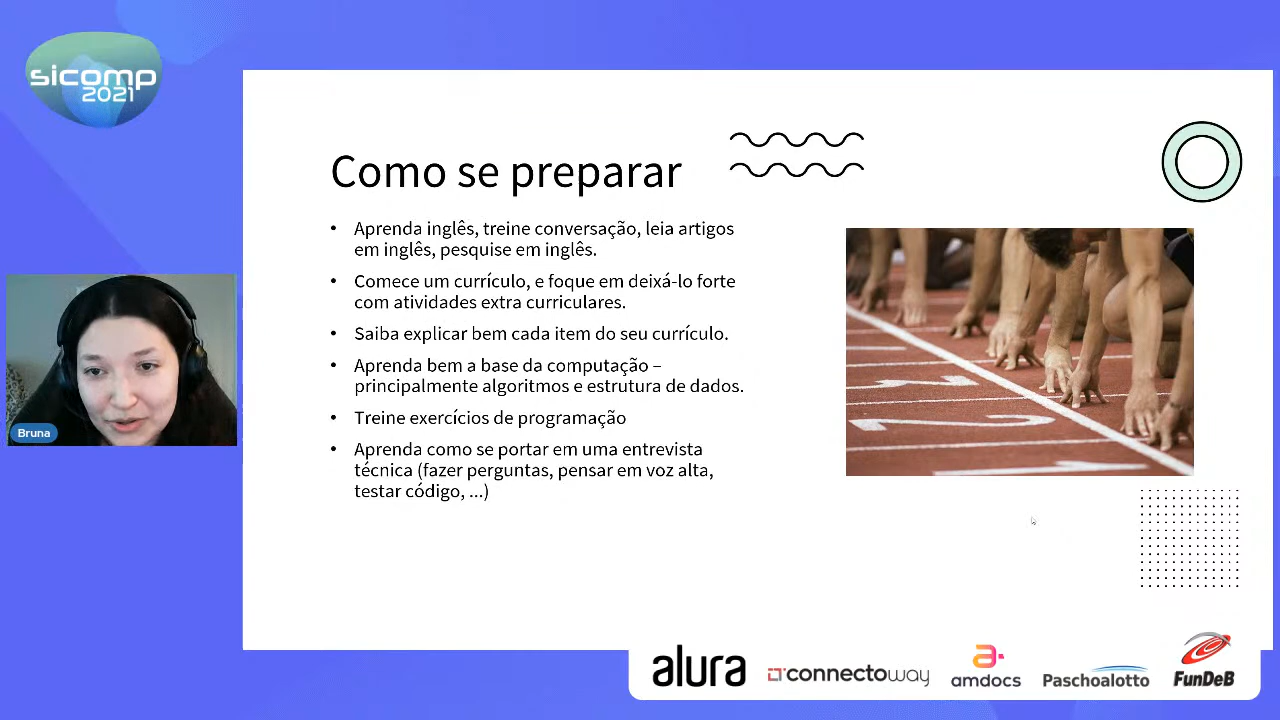 sicomp
2021
Como se preparar
• Aprenda inglês, treine conversação, leia artigos
em inglês, pesquise em inglês.
• Comece um currículo, e foque em deixá-lo forte
com atividades extra curriculares.
• Saiba explicar bem cada item do seu currículo.
• Aprenda bem a base da computação –
principalmente algoritmos e estrutura de dados.
• Treine exercícios de programação
• Aprenda como se portar em uma entrevista
técnica (fazer perguntas, pensar em voz alta,
testar código, ...)
Bruna
2
alura
connectoway
amdocs
Paschoalotto
FunDeB